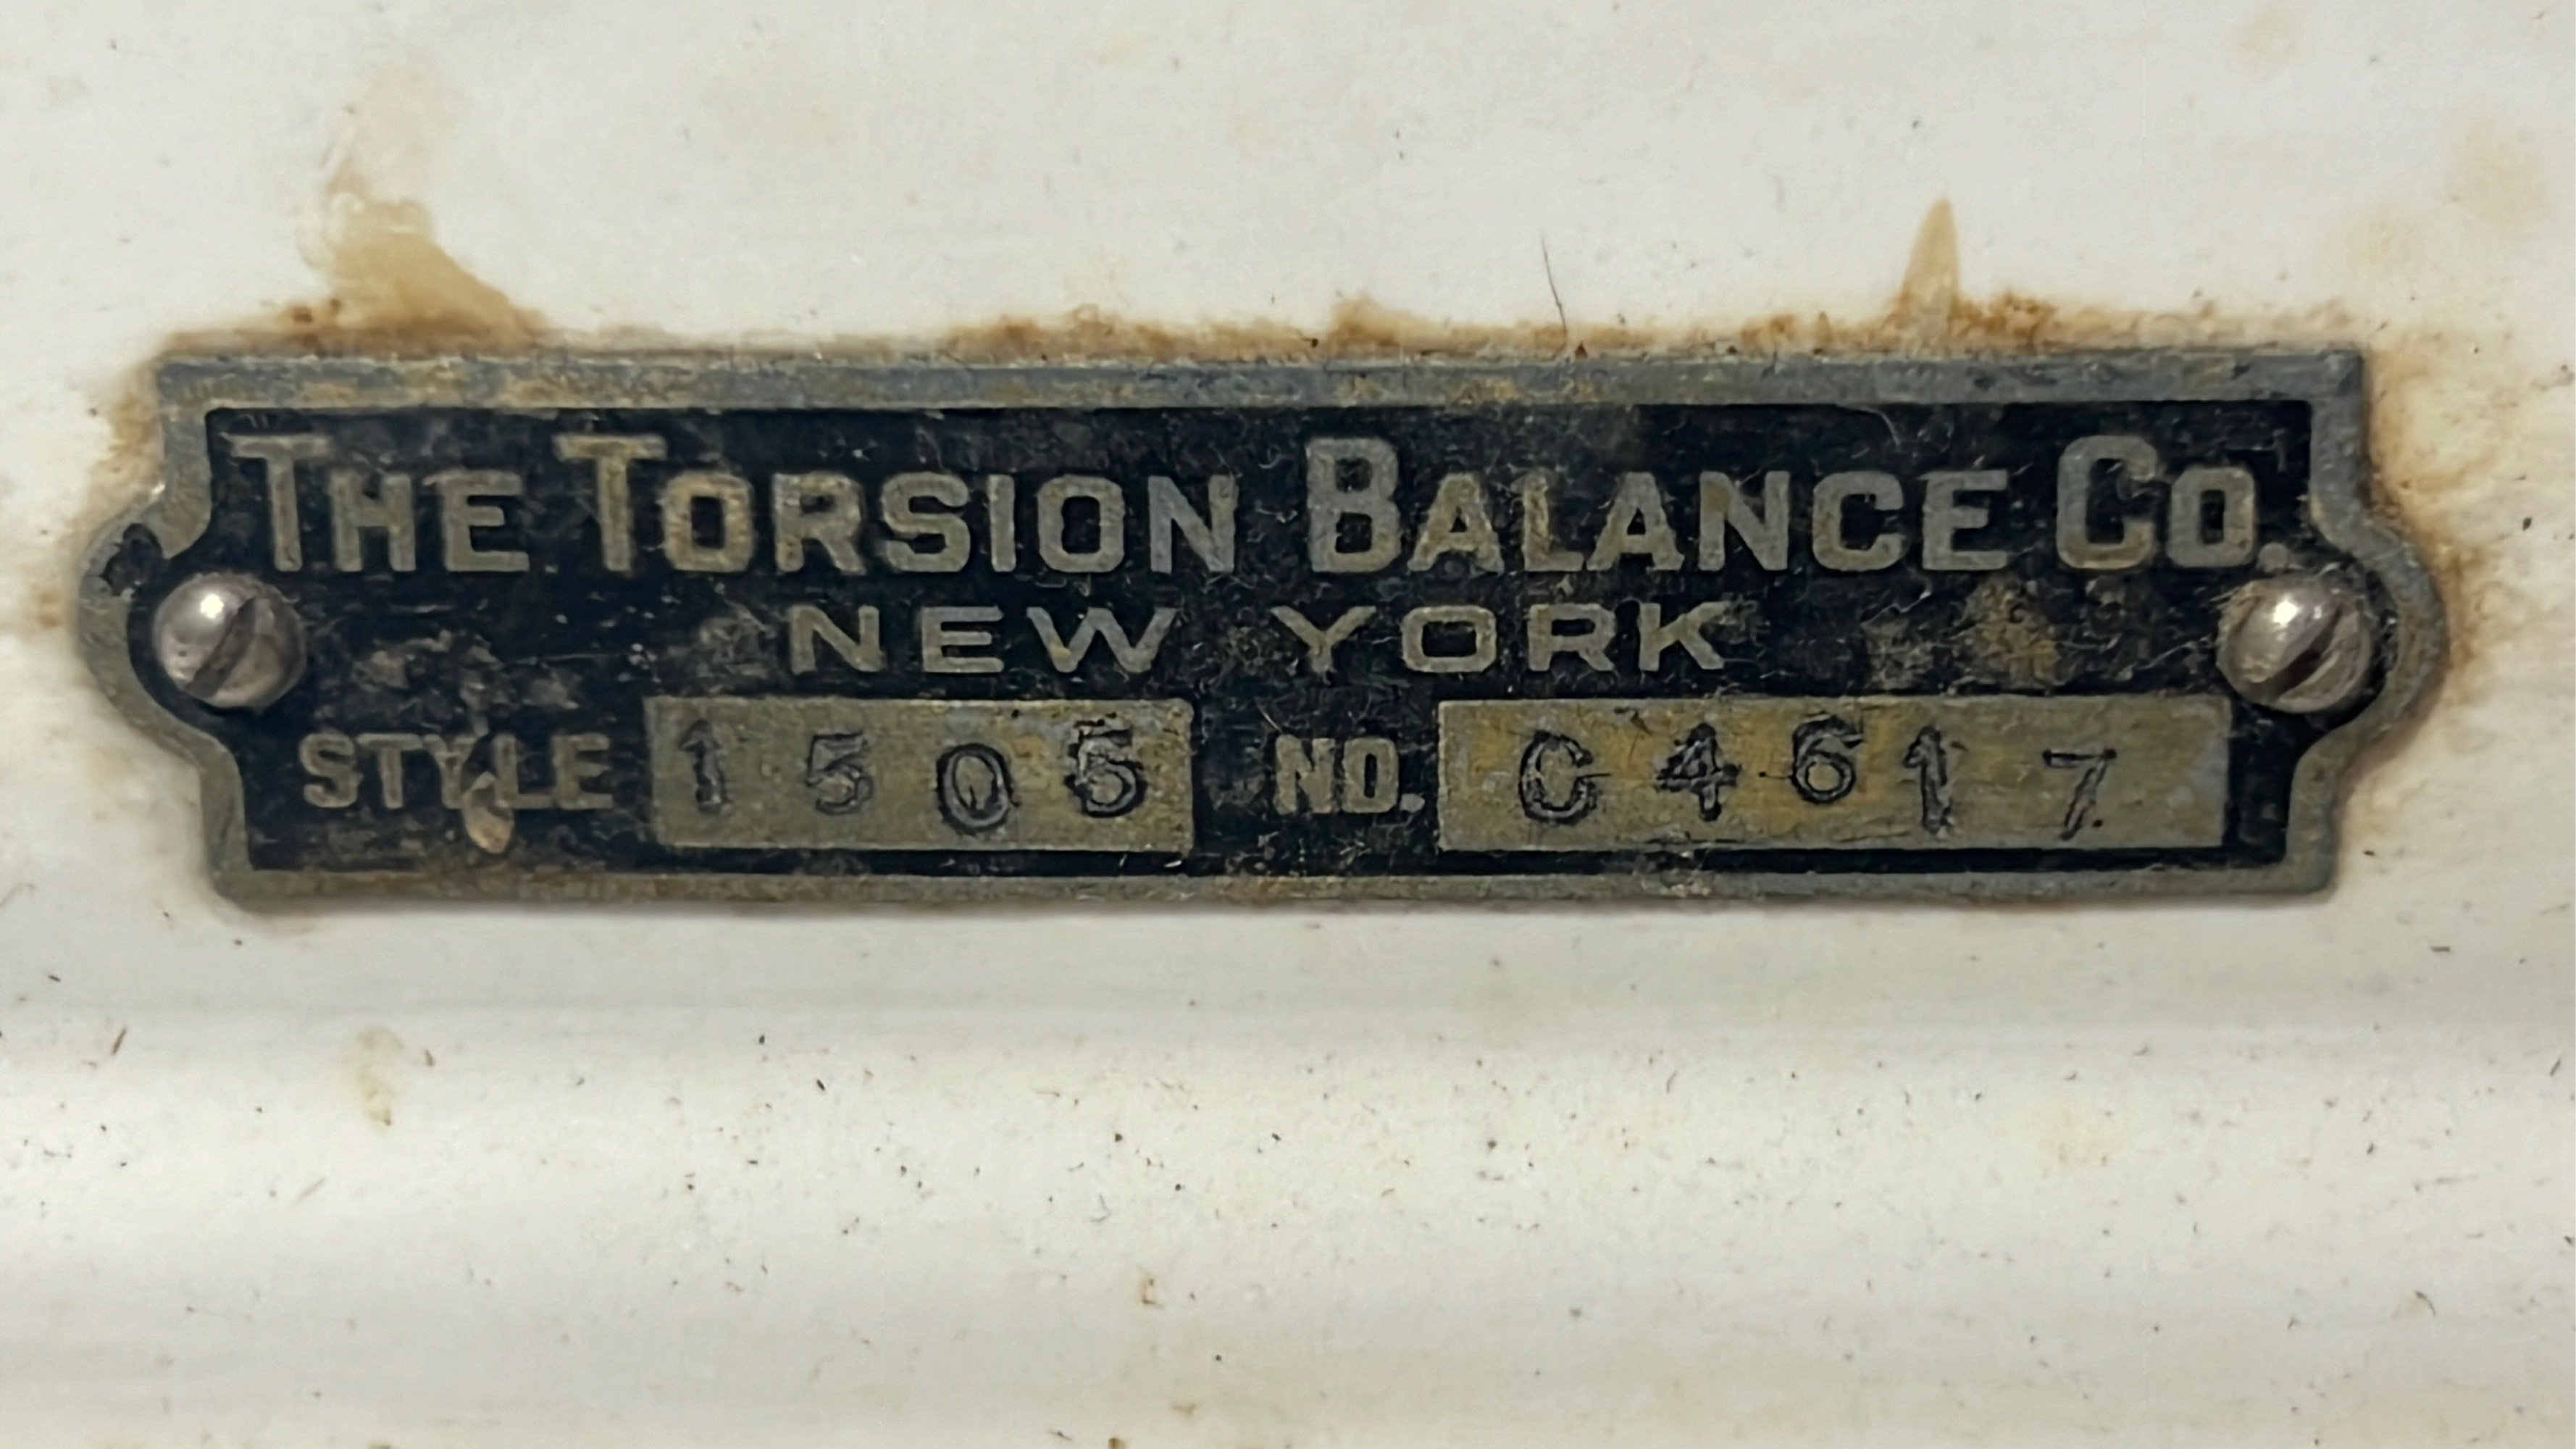 THE TORSION BALANCE CO.
NEW YORK
STYLE 1505 NO. C4617